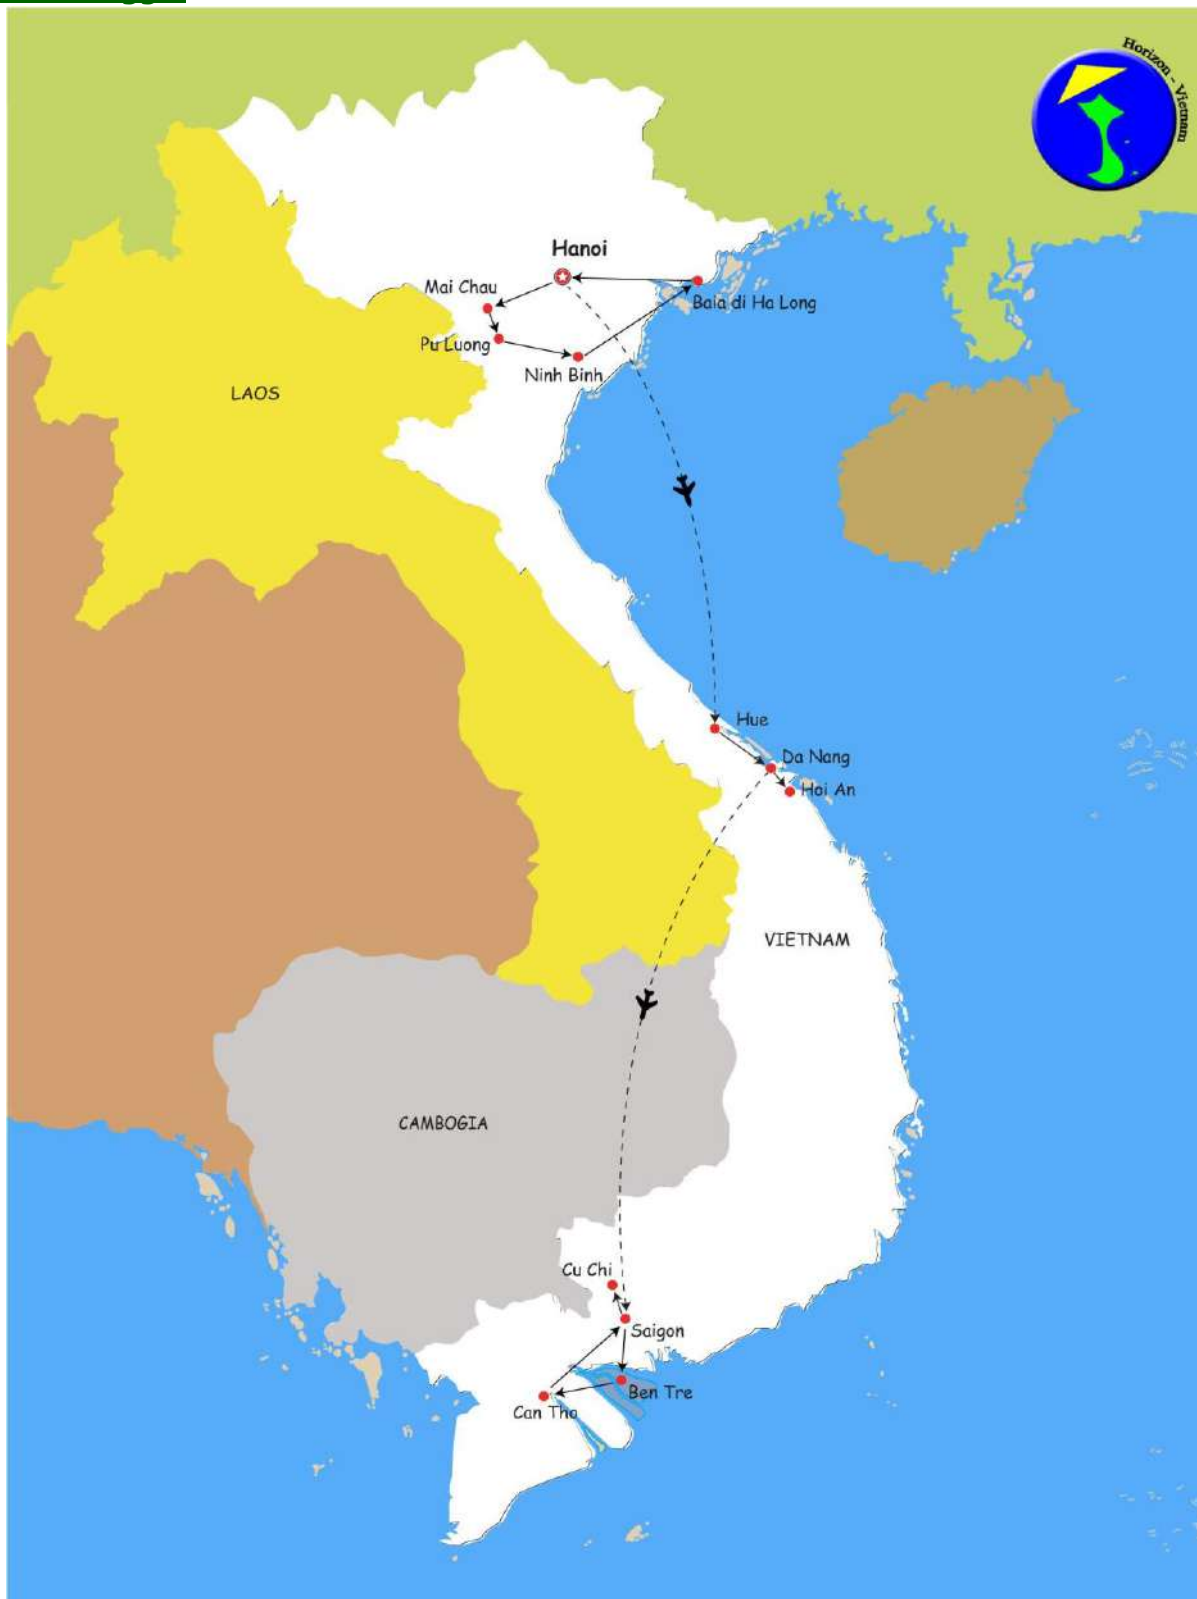 Horizon - Vietnam
Hanoi
Mai Chau
Baia di Ha Long
Pu Luong
Ninh Binh
LAOS
Hue
Da Nang
Hoi An
VIETNAM
CAMBOGIA
Cu Chi
Saigon
Ben Tre
Can Tho